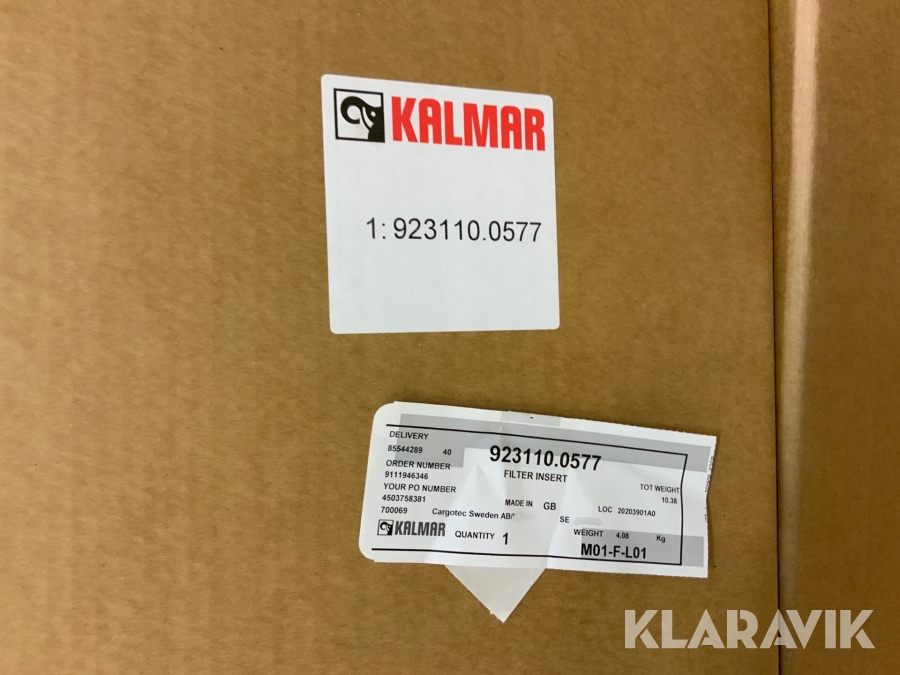 KALMAR
1: 923110.0577
DELIVERY
85544289 40
923110.0577
FILTER INSERT
ORDER NUMBER
9111946346
TOT WEIGHT
10.38
YOUR PO NUMBER
4503758381
MADE IN GB
LOC 20203901A0
700069 Cargotec Sweden AB/
SE
KALMAR QUANTITY 1
WEIGHT 4.08 Kg
M01-F-L01
KLARAVIK